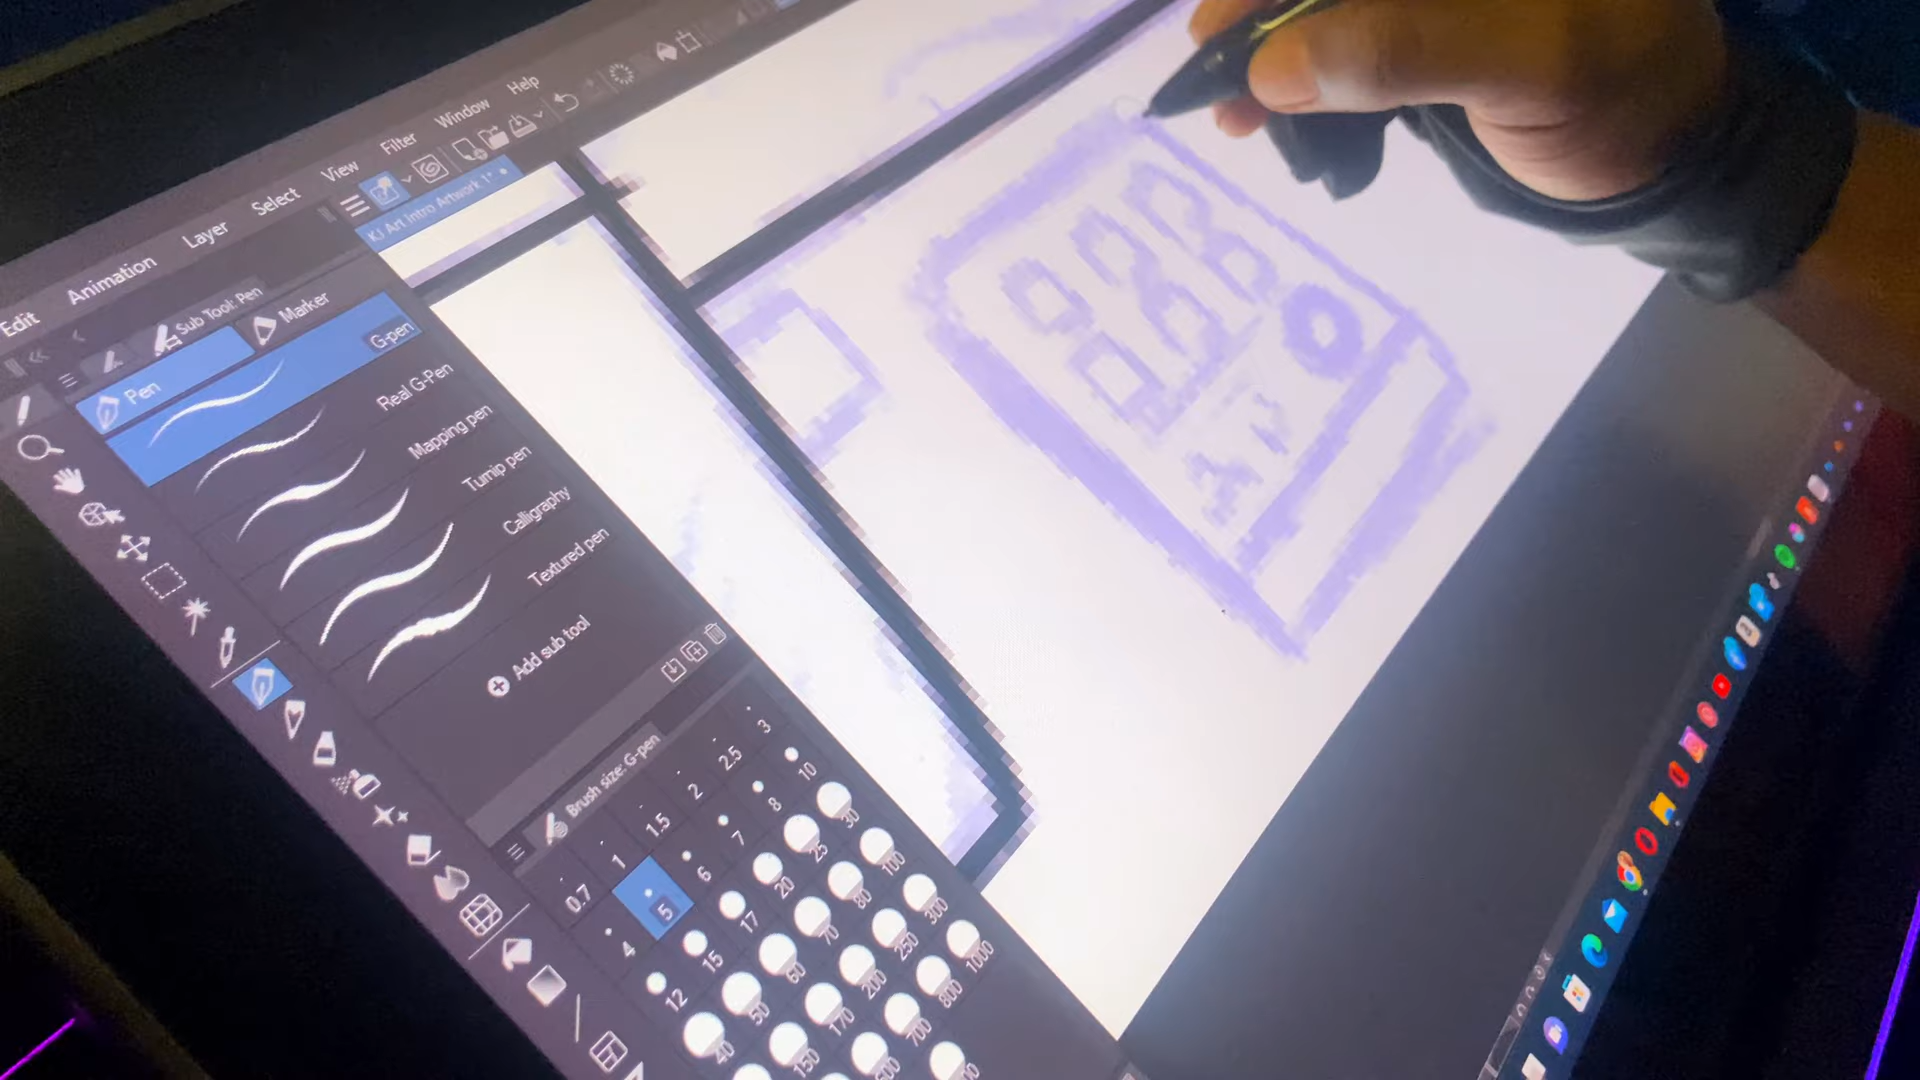 Edit Animation Layer Select View Filter Window Help
KJ Art Intro Artwork 1*
Sub Tool: Pen
Pen
Marker
G-pen
Real G-Pen
Mapping pen
Turnip pen
Calligraphy
Textured pen
Add sub tool
Brush size: G-pen
0.7 1 1.5 2 2.5 3
4 5 6 7 8 10
12 15 17 20 25 30
40 50 60 70 80 100
150 170 200 250 300
600 700 800 1000